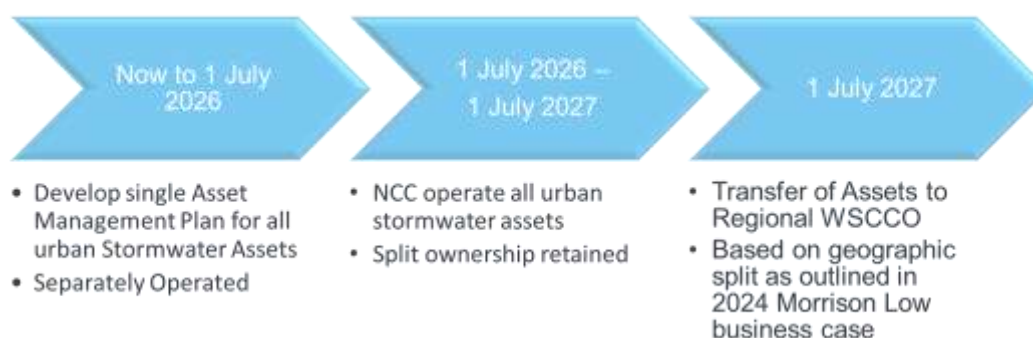 Now to 1 July
2026
1 July 2026 –
1 July 2027
1 July 2027
• Develop single Asset
Management Plan for all
urban Stormwater Assets
• Separately Operated
• NCC operate all urban
stormwater assets
• Split ownership retained
• Transfer of Assets to
Regional WSCCO
• Based on geographic
split as outlined in
2024 Morrison Low
business case